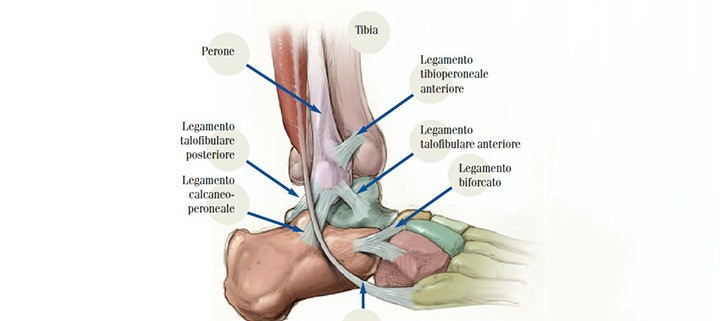 Tibia
Perone
Legamento
tibioperoneale
anteriore
Legamento
talofibulare
posteriore
Legamento
talofibulare anteriore
Legamento
biforcato
Legamento
calcaneo-
peroneale